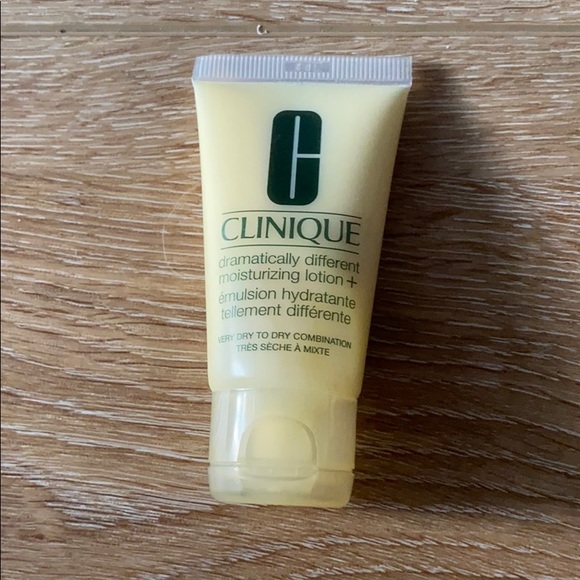 CLINIQUE
dramatically different
moisturizing lotion+
émulsion hydratante
tellement différente
VERY DRY TO DRY COMBINATION
TRÈS SÈCHE À MIXTE